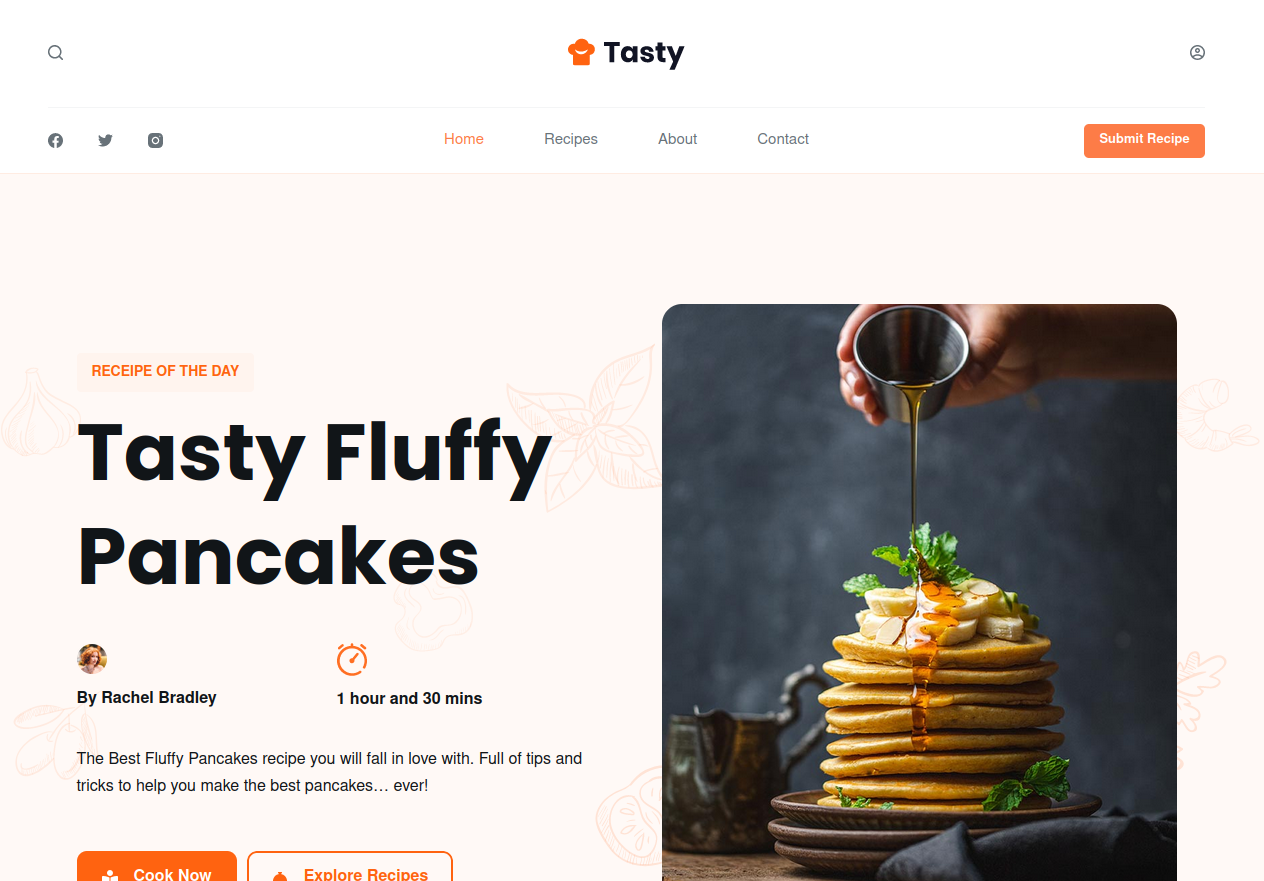 Tasty
Home Recipes About Contact
Submit Recipe
RECEIPE OF THE DAY
Tasty Fluffy
Pancakes
By Rachel Bradley
1 hour and 30 mins
The Best Fluffy Pancakes recipe you will fall in love with. Full of tips and
tricks to help you make the best pancakes… ever!
Cook Now
Explore Recipes